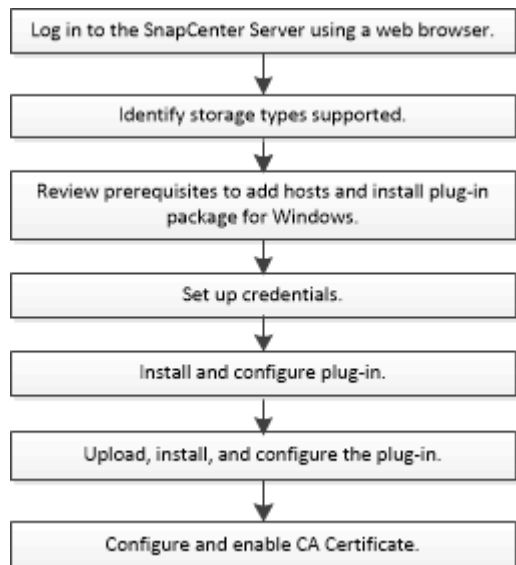 Log in to the SnapCenter Server using a web browser.
Identify storage types supported.
Review prerequisites to add hosts and install plug-in
package for Windows.
Set up credentials.
Install and configure plug-in.
Upload, install, and configure the plug-in.
Configure and enable CA Certificate.